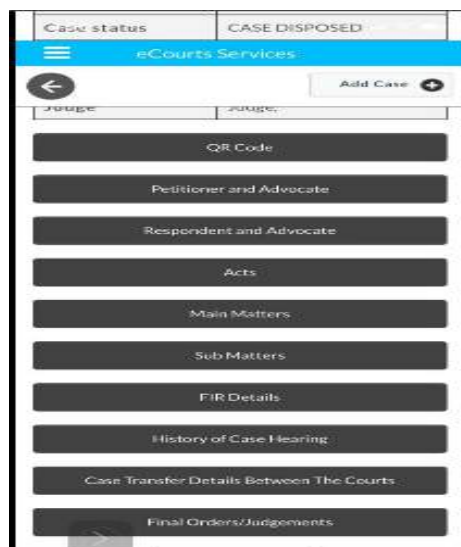 Case status CASE DISPOSED
eCourts Services
Add Case
Judge Judge,
QR Code
Petitioner and Advocate
Respondent and Advocate
Acts
Main Matters
Sub Matters
FIR Details
History of Case Hearing
Case Transfer Details Between The Courts
Final Orders/Judgements